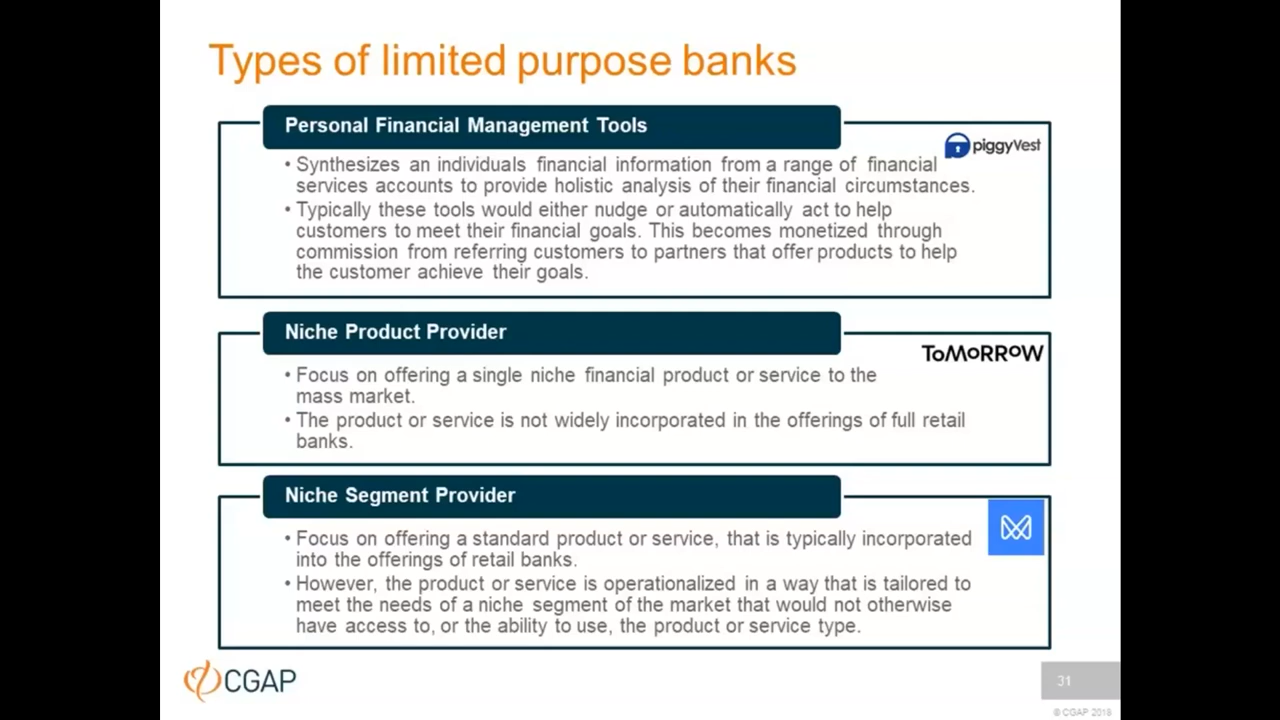 Types of limited purpose banks
Personal Financial Management Tools
piggyVest
• Synthesizes an individuals financial information from a range of financial
services accounts to provide holistic analysis of their financial circumstances.
• Typically these tools would either nudge or automatically act to help
customers to meet their financial goals. This becomes monetized through
commission from referring customers to partners that offer products to help
the customer achieve their goals.
Niche Product Provider
ToMoRRoW
• Focus on offering a single niche financial product or service to the
mass market.
• The product or service is not widely incorporated in the offerings of full retail
banks.
Niche Segment Provider
• Focus on offering a standard product or service, that is typically incorporated
into the offerings of retail banks.
• However, the product or service is operationalized in a way that is tailored to
meet the needs of a niche segment of the market that would not otherwise
have access to, or the ability to use, the product or service type.
CGAP
31
© CGAP 2018